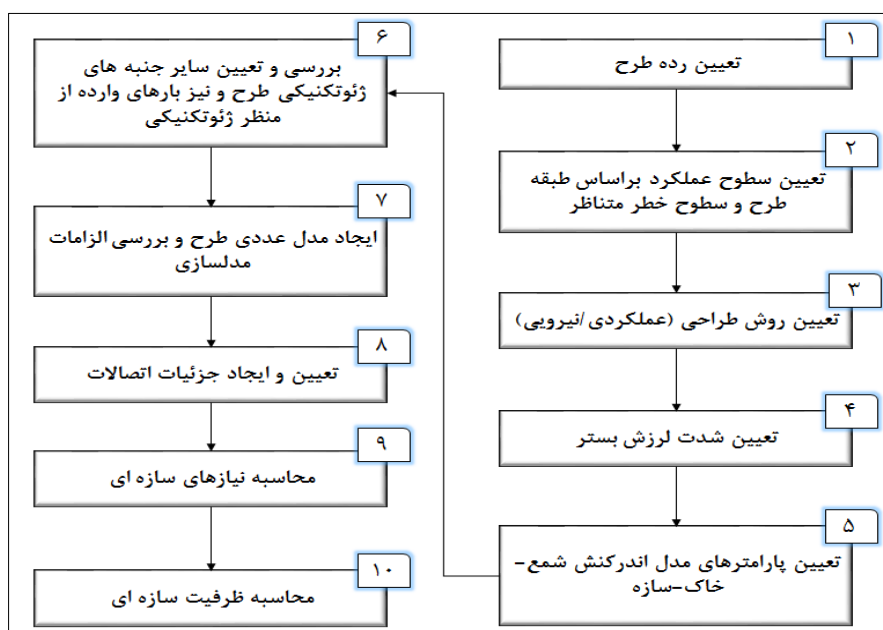 ۱
تعیین رده طرح
۲
تعیین سطوح عملکرد براساس طبقه
طرح و سطوح خطر متناظر
۳
تعیین روش طراحی (عملکردی/نیرویی)
۴
تعیین شدت لرزش بستر
۵
تعیین پارامترهای مدل اندرکنش شمع-
خاک-سازه
۶
بررسی و تعیین سایر جنبه های
ژئوتکنیکی طرح و نیز بارهای وارده از
منظر ژئوتکنیکی
۷
ایجاد مدل عددی طرح و بررسی الزامات
مدلسازی
۸
تعیین و ایجاد جزئیات اتصالات
۹
محاسبه نیازهای سازه ای
۱۰
محاسبه ظرفیت سازه ای